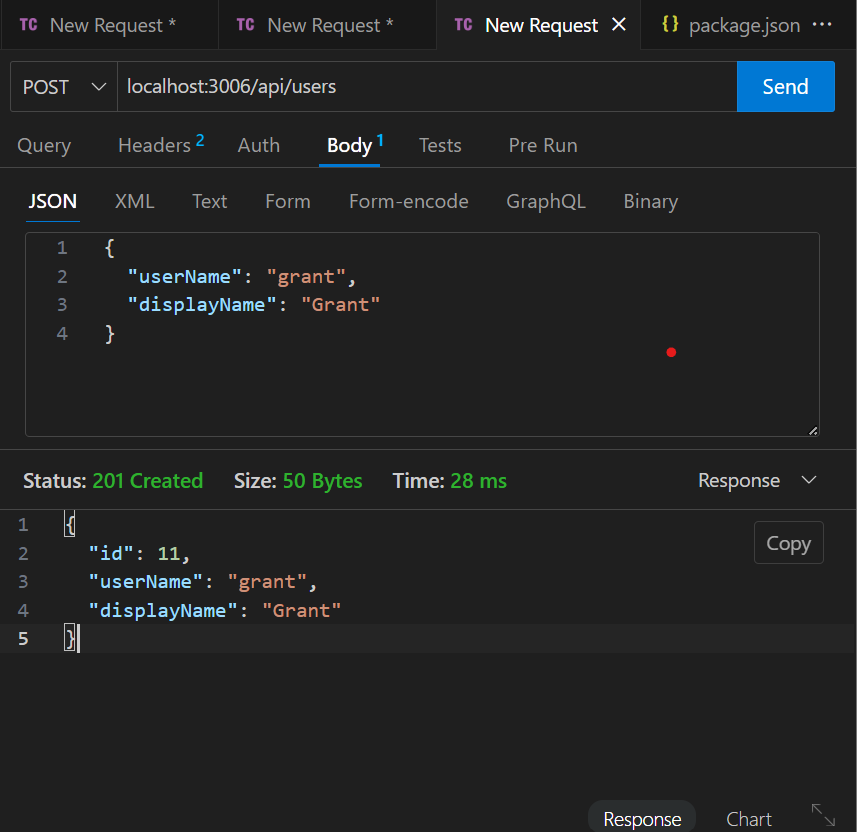 TC New Request * TC New Request * TC New Request × {} package.json ···
POST localhost:3006/api/users Send
Query Headers 2 Auth Body 1 Tests Pre Run
JSON XML Text Form Form-encode GraphQL Binary
1 {
2 "userName": "grant",
3 "displayName": "Grant"
4 }
Status: 201 Created Size: 50 Bytes Time: 28 ms Response
1 {
Copy
2 "id": 11,
3 "userName": "grant",
4 "displayName": "Grant"
5 }
Response Chart